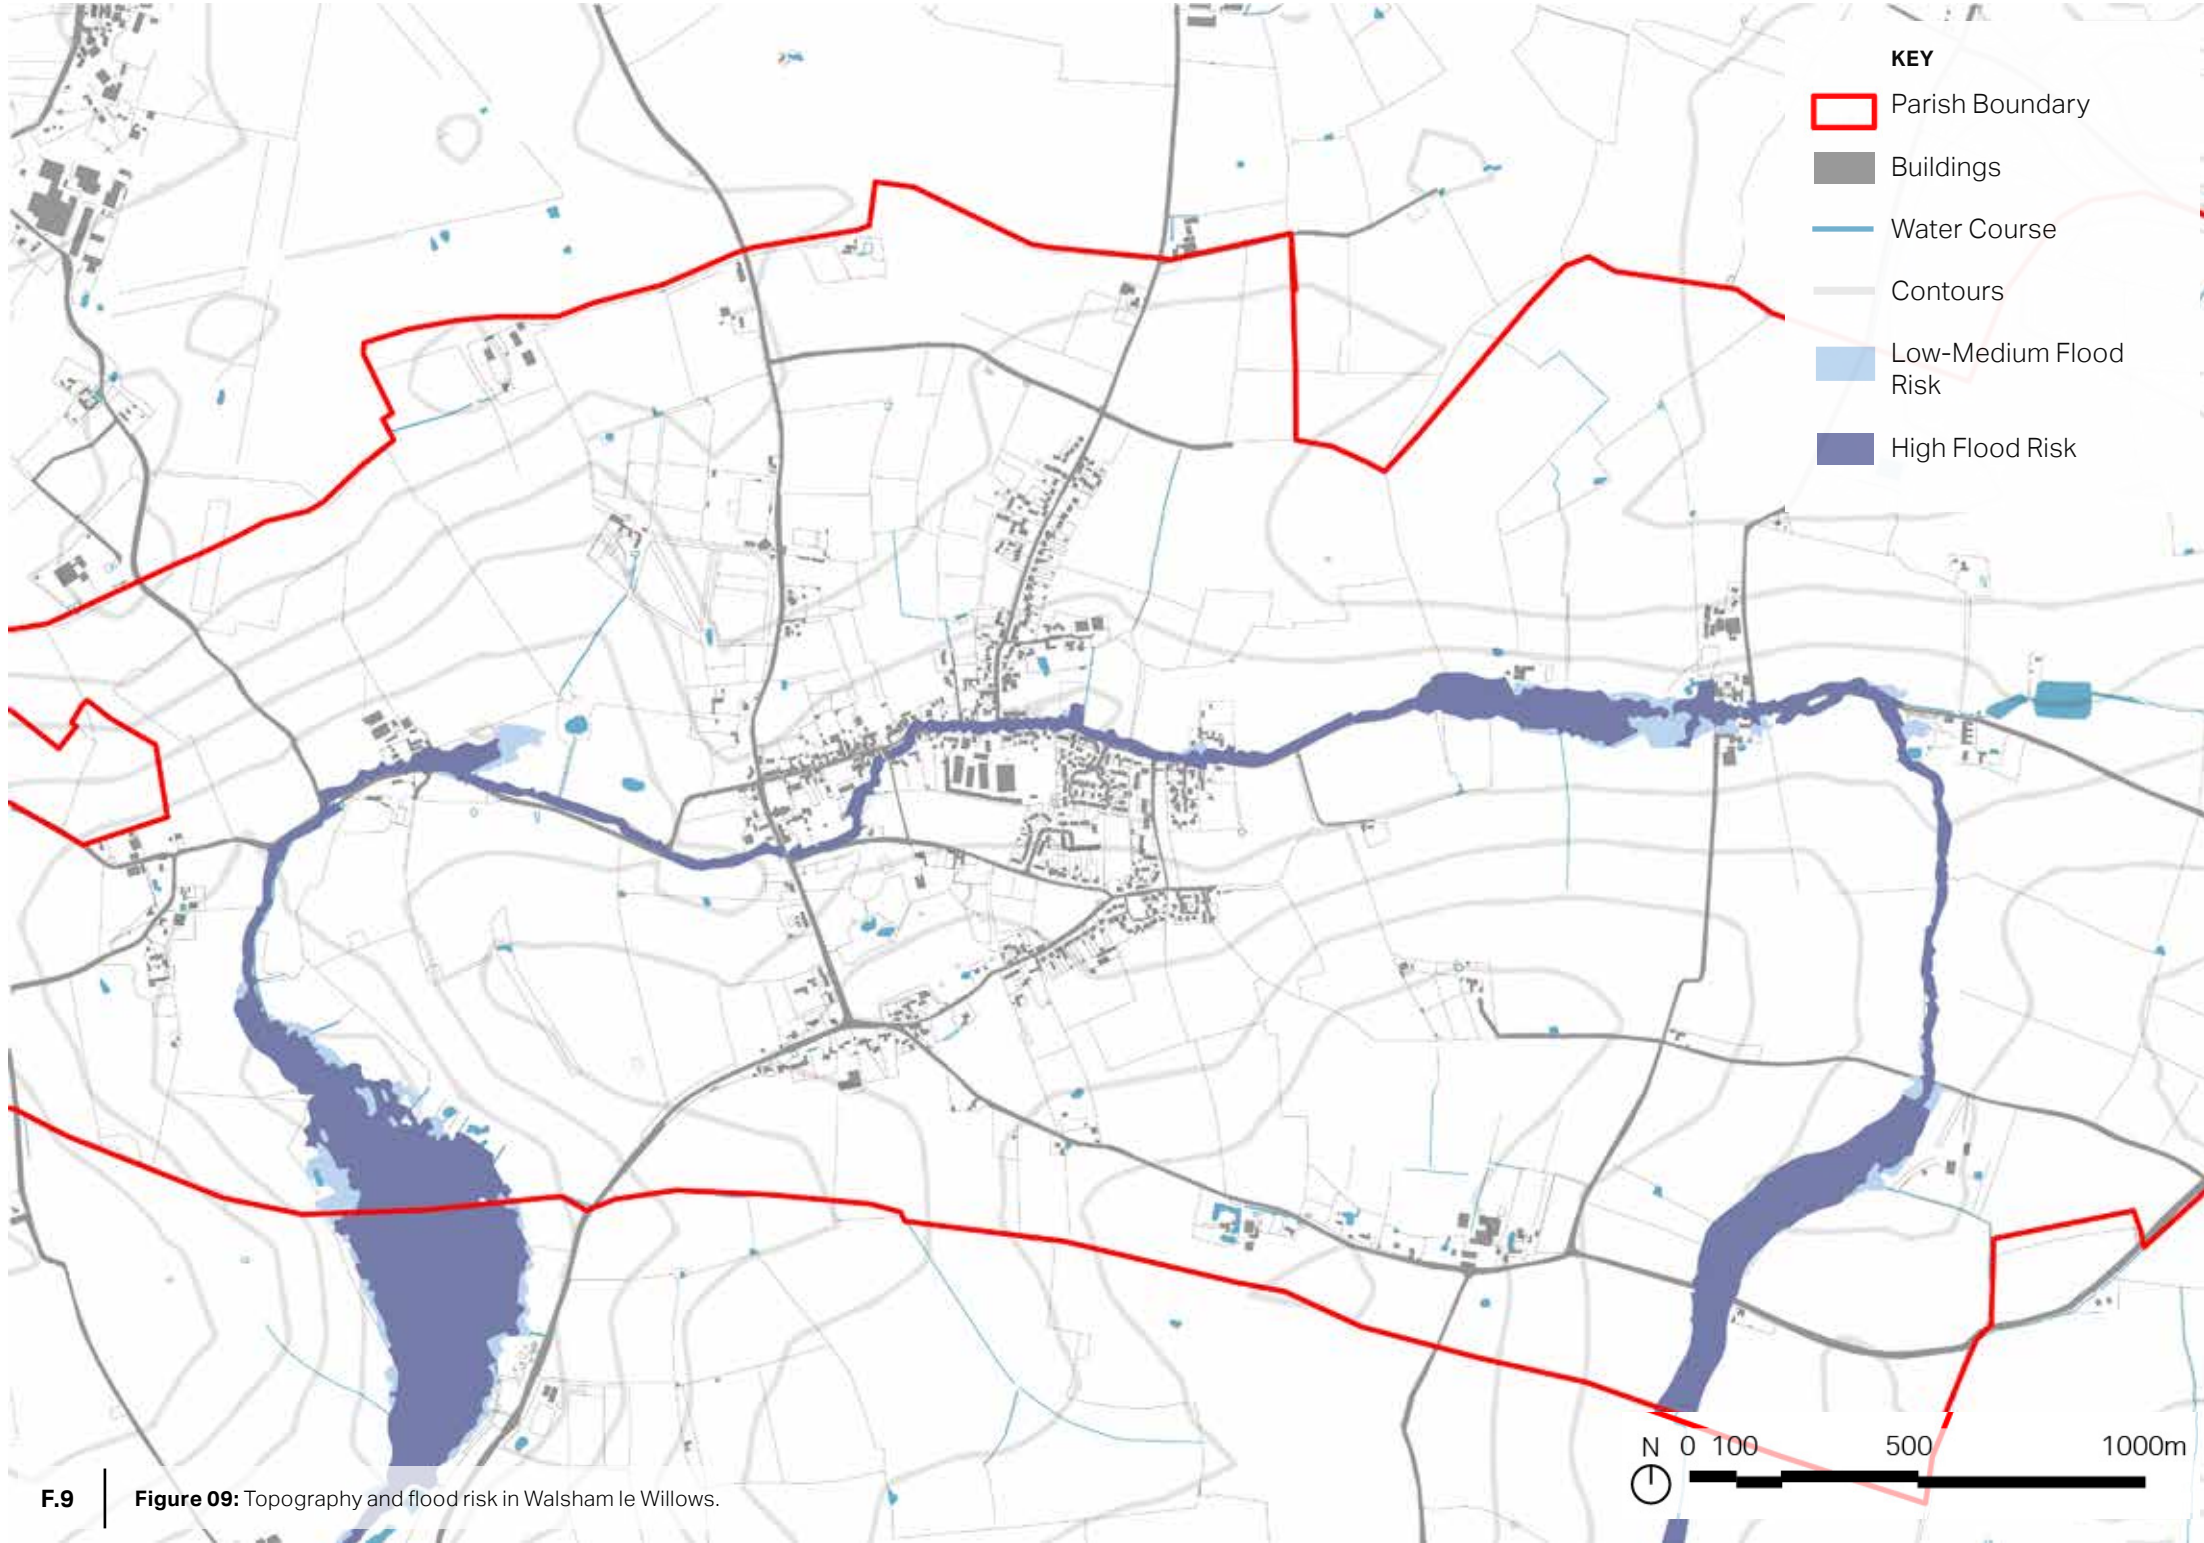 KEY
Parish Boundary
Buildings
Water Course
Contours
Low-Medium Flood
Risk
High Flood Risk
N 0 100 500 1000m
F.9 Figure 09: Topography and flood risk in Walsham le Willows.